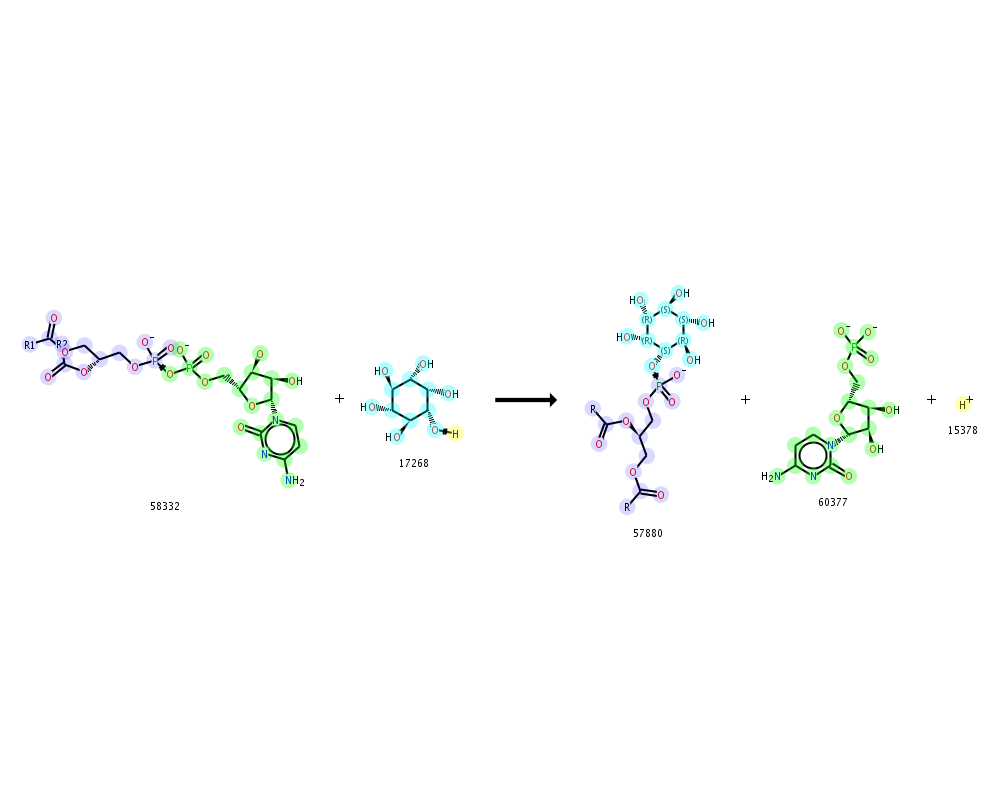 58332
+
17268
57880
+
60377
+
15378
R1
R2
O
O
O
O
O
O⁻
P
O
O
O⁻
P
O
O
O
O
OH
N
O
N
NH₂
HO
OH
OH
HO
HO
O
H
HO
OH
OH
HO
OH
(R)
(S)
(S)
(R)
(S)
(R)
O
P
O⁻
O
O
R
O
O
O
O
R
O⁻
O⁻
P
O
O
O
OH
OH
N
N
O
H₂N
H⁺